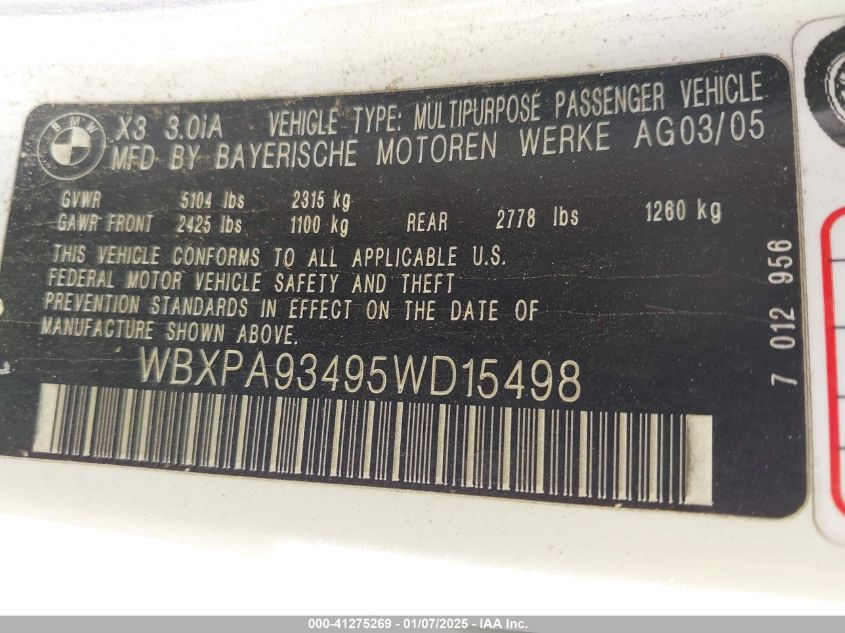 BMW
X3 3.0iA VEHICLE TYPE: MULTIPURPOSE PASSENGER VEHICLE
MFD BY BAYERISCHE MOTOREN WERKE AG03/05
GVWR 5104 lbs 2315 kg
GAWR FRONT 2425 lbs 1100 kg REAR 2778 lbs 1260 kg
THIS VEHICLE CONFORMS TO ALL APPLICABLE U.S.
FEDERAL MOTOR VEHICLE SAFETY AND THEFT
PREVENTION STANDARDS IN EFFECT ON THE DATE OF
MANUFACTURE SHOWN ABOVE.
WBXPA93495WD15498
7 012 956
000-41275269 - 01/07/2025 - IAA Inc.